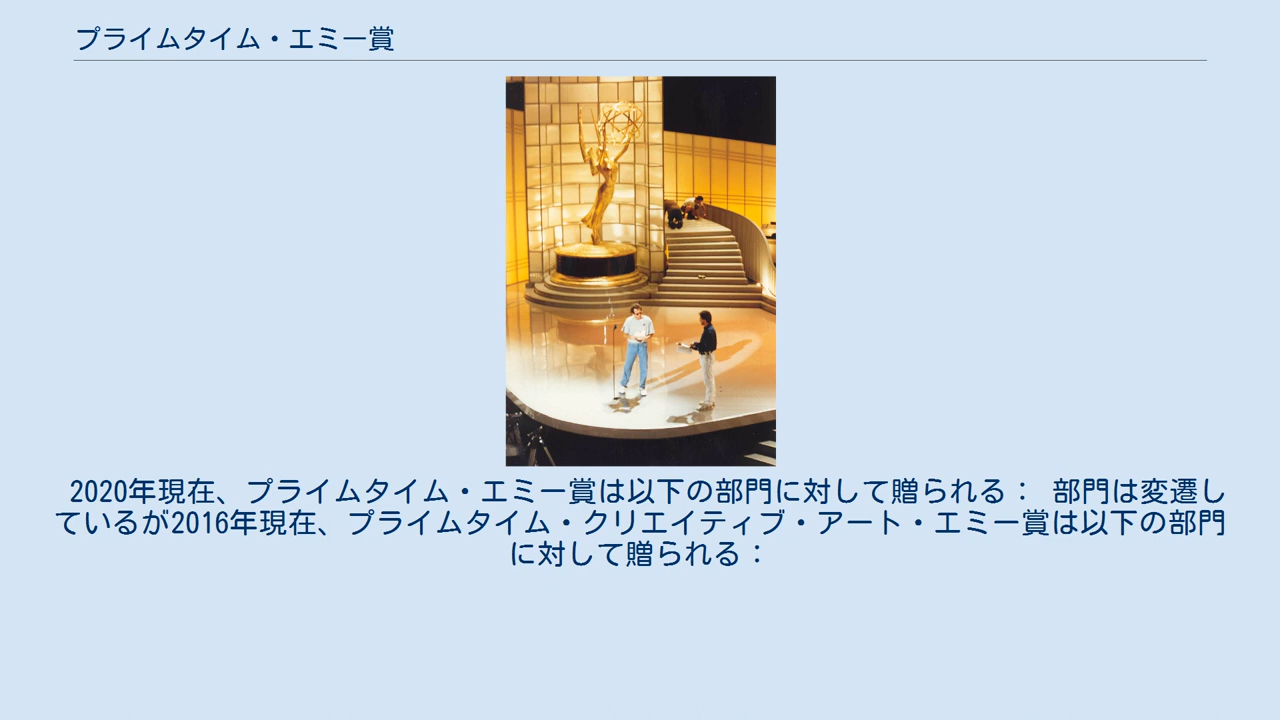 プライムタイム・エミー賞
2020年現在、プライムタイム・エミー賞は以下の部門に対して贈られる： 部門は変遷し
ているが2016年現在、プライムタイム・クリエイティブ・アート・エミー賞は以下の部門
に対して贈られる：